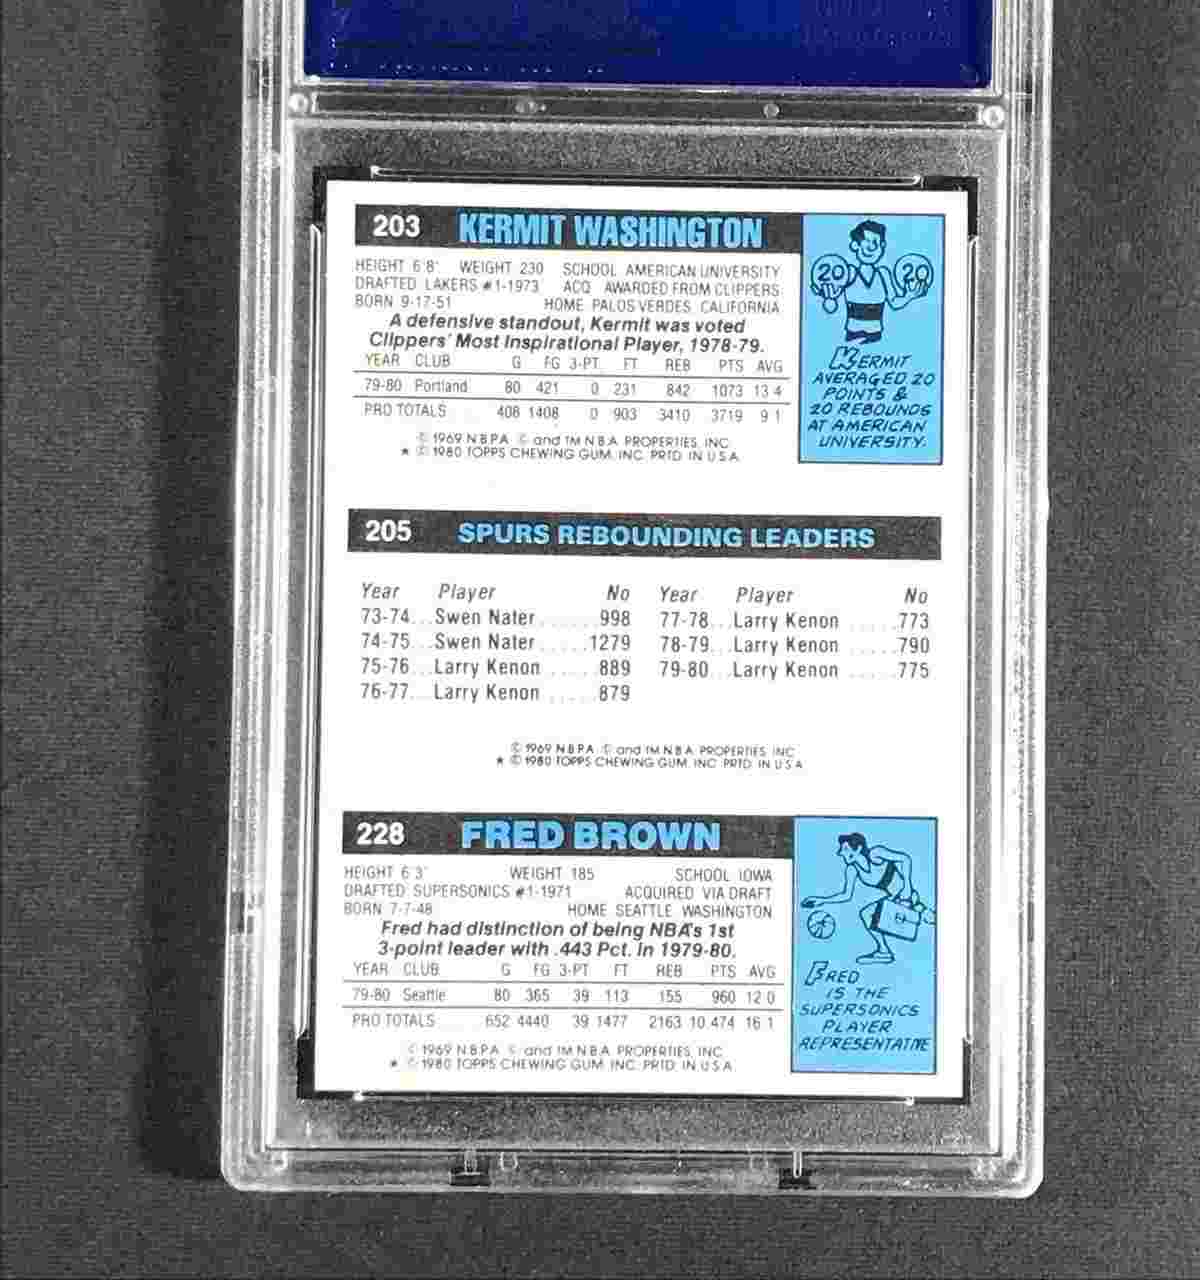 203 KERMIT WASHINGTON
HEIGHT 6'8" WEIGHT 230 SCHOOL AMERICAN UNIVERSITY
DRAFTED LAKERS #1-1973 ACQ AWARDED FROM CLIPPERS
BORN 9-17-51 HOME PALOS VERDES, CALIFORNIA
A defensive standout, Kermit was voted
Clippers' Most Inspirational Player, 1978-79.
YEAR CLUB G FG 3-PT FT REB PTS AVG
79-80 Portland 80 421 0 231 842 1073 13.4
PRO TOTALS 408 1408 0 903 3410 3719 9.1
© 1969 N.B.P.A. © and TM N.B.A. PROPERTIES, INC.
★ © 1980 TOPPS CHEWING GUM, INC. PRTD. IN U.S.A.
20 20
KERMIT
AVERAGED 20
POINTS &
20 REBOUNDS
AT AMERICAN
UNIVERSITY.
205 SPURS REBOUNDING LEADERS
Year Player No Year Player No
73-74...Swen Nater.......998 77-78...Larry Kenon.....773
74-75...Swen Nater.....1279 78-79...Larry Kenon.....790
75-76...Larry Kenon.....889 79-80...Larry Kenon.....775
76-77...Larry Kenon.....879
© 1969 N.B.P.A. © and TM N.B.A. PROPERTIES, INC.
★ © 1980 TOPPS CHEWING GUM, INC. PRTD. IN U.S.A.
228 FRED BROWN
HEIGHT 6'3" WEIGHT 185 SCHOOL IOWA
DRAFTED SUPERSONICS #1-1971 ACQUIRED VIA DRAFT
BORN 7-7-48 HOME SEATTLE, WASHINGTON
Fred had distinction of being NBA's 1st
3-point leader with .443 Pct. in 1979-80.
YEAR CLUB G FG 3-PT FT REB PTS AVG
79-80 Seattle 80 365 39 113 155 960 12.0
PRO TOTALS 652 4440 39 1477 2163 10,474 16.1
© 1969 N.B.P.A. © and TM N.B.A. PROPERTIES, INC.
★ © 1980 TOPPS CHEWING GUM, INC. PRTD. IN U.S.A.
FRED
IS THE
SUPERSONICS
PLAYER
REPRESENTATIVE